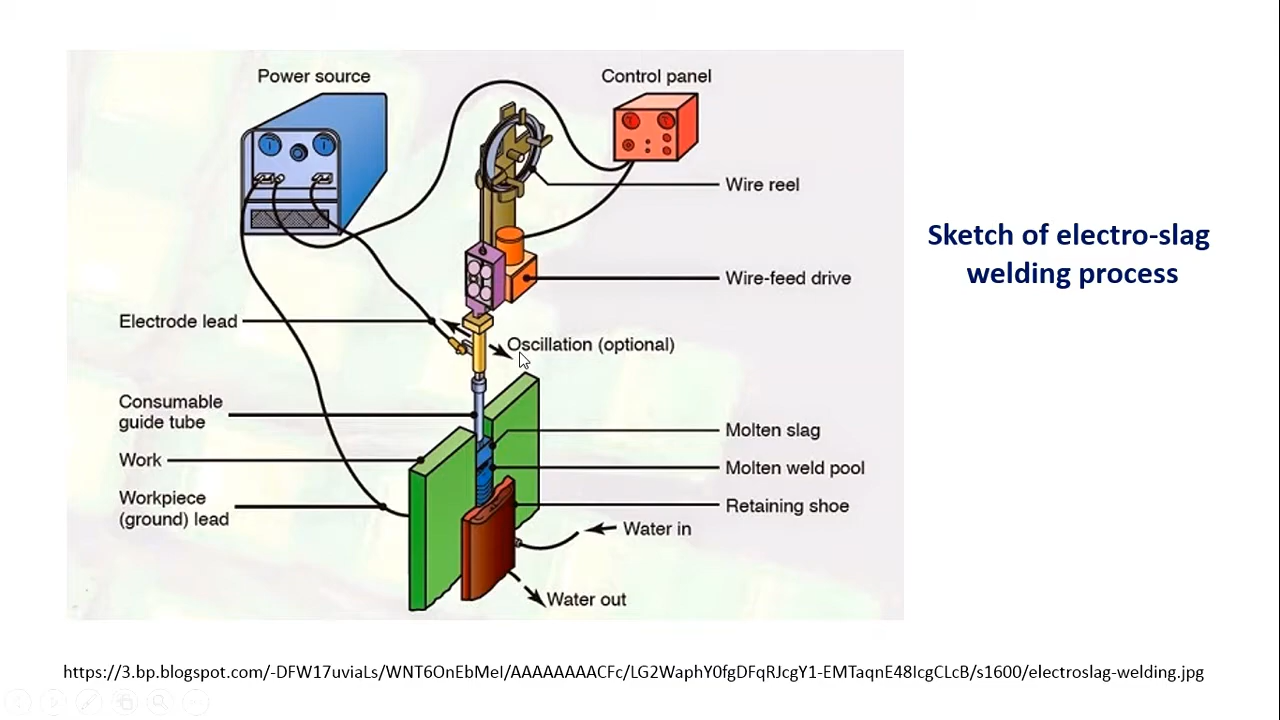 Power source
Control panel
Wire reel
Sketch of electro-slag
welding process
Wire-feed drive
Electrode lead
Oscillation (optional)
Consumable
guide tube
Molten slag
Work
Molten weld pool
Workpiece
(ground) lead
Retaining shoe
Water in
Water out
https://3.bp.blogspot.com/-DFW17uviaLs/WNT6OnEbMeI/AAAAAAAACFc/LG2WaphY0fgDFqRJcgY1-EMTaqnE48IcgCLcB/s1600/electroslag-welding.jpg